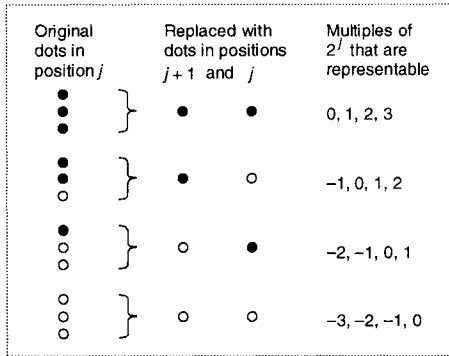 Original dots in position j
Replaced with dots in positions j + 1 and j
Multiples of 2^j that are representable
0, 1, 2, 3
–1, 0, 1, 2
–2, –1, 0, 1
–3, –2, –1, 0